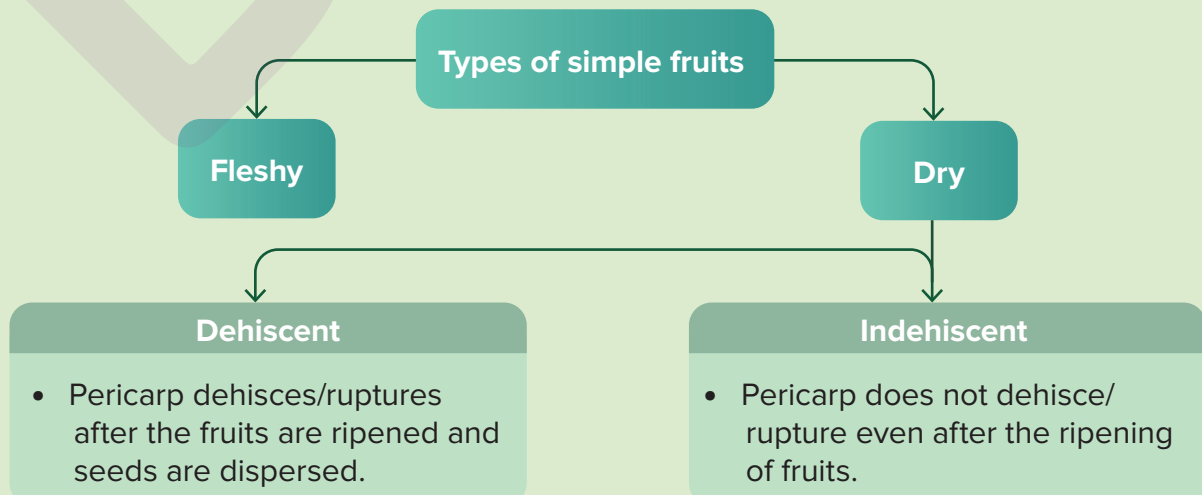 Types of simple fruits
Fleshy
Dry
Dehiscent
• Pericarp dehisces/ruptures
after the fruits are ripened and
seeds are dispersed.
Indehiscent
• Pericarp does not dehisce/
rupture even after the ripening
of fruits.